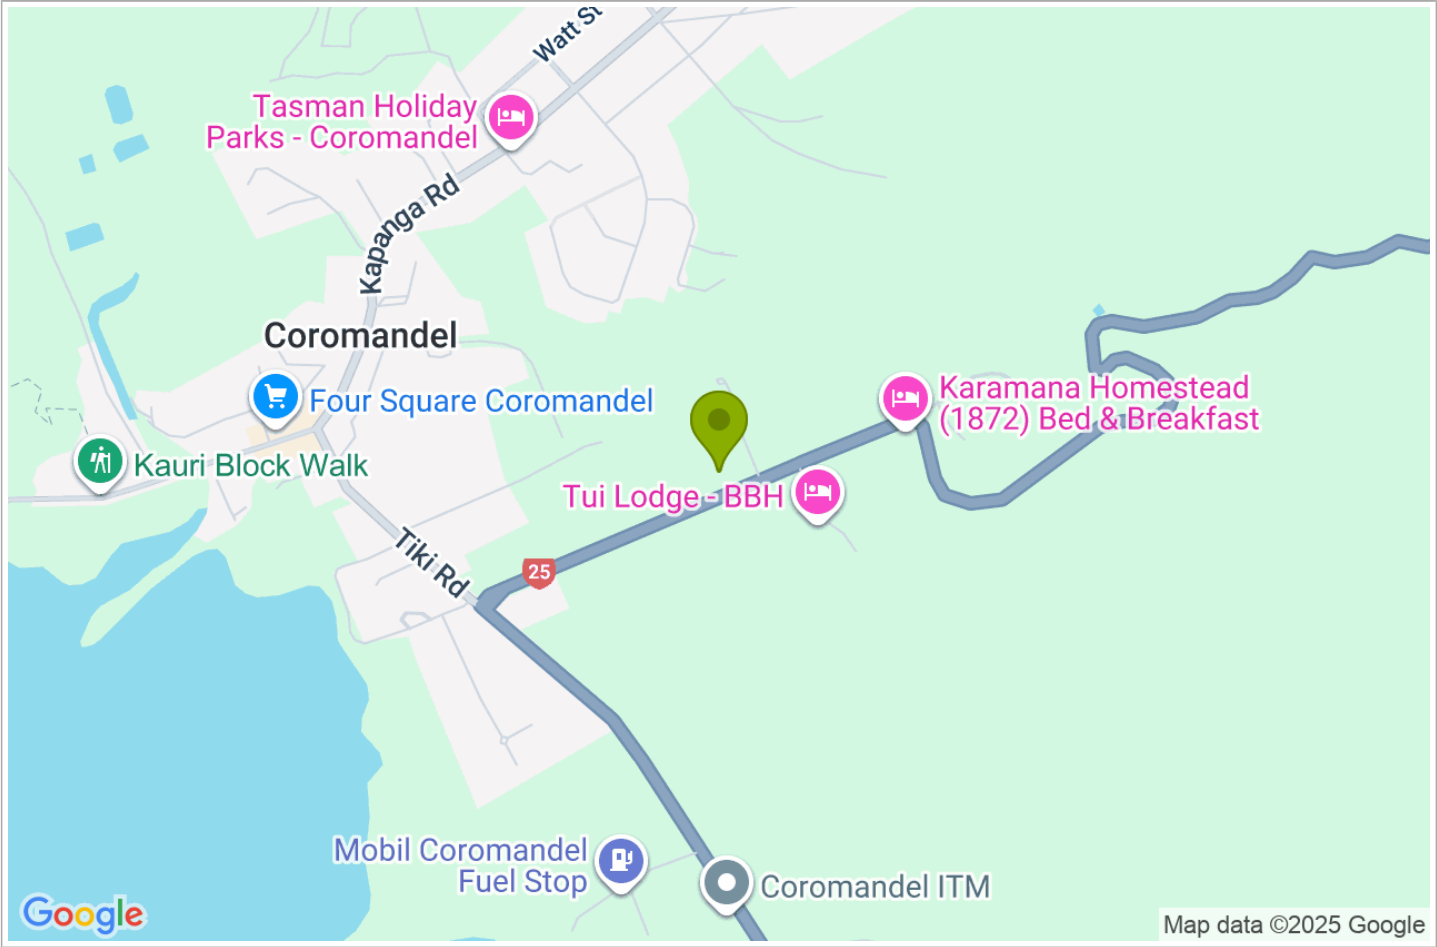 Watt St
Tasman Holiday
Parks - Coromandel
Kapanga Rd
Coromandel
Four Square Coromandel
Karamana Homestead
(1872) Bed & Breakfast
Kauri Block Walk
Tui Lodge - BBH
Tiki Rd
25
Mobil Coromandel
Fuel Stop
Coromandel ITM
Google
Map data ©2025 Google